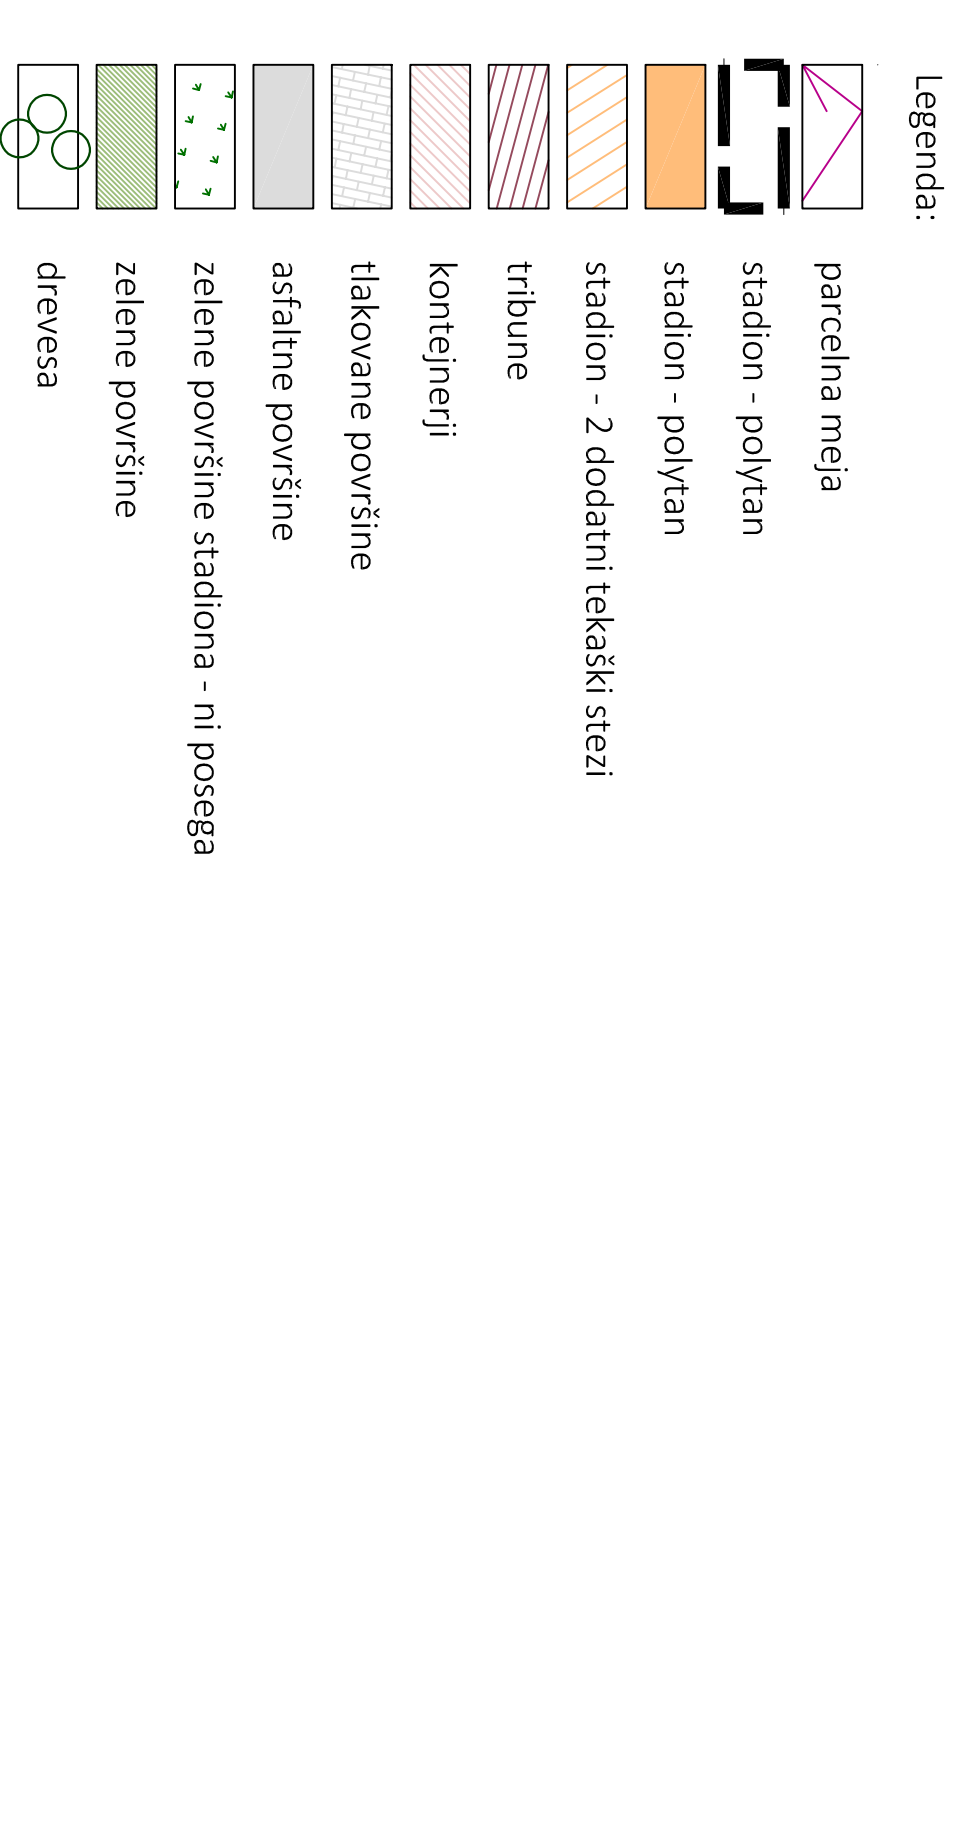 Legenda:
parcelna meja
stadion - polytan
stadion - polytan
stadion - 2 dodatni tekaški stezi
tribune
kontejnerji
tlakovane površine
asfaltne površine
zelene površine stadiona - ni posega
zelene površine
drevesa